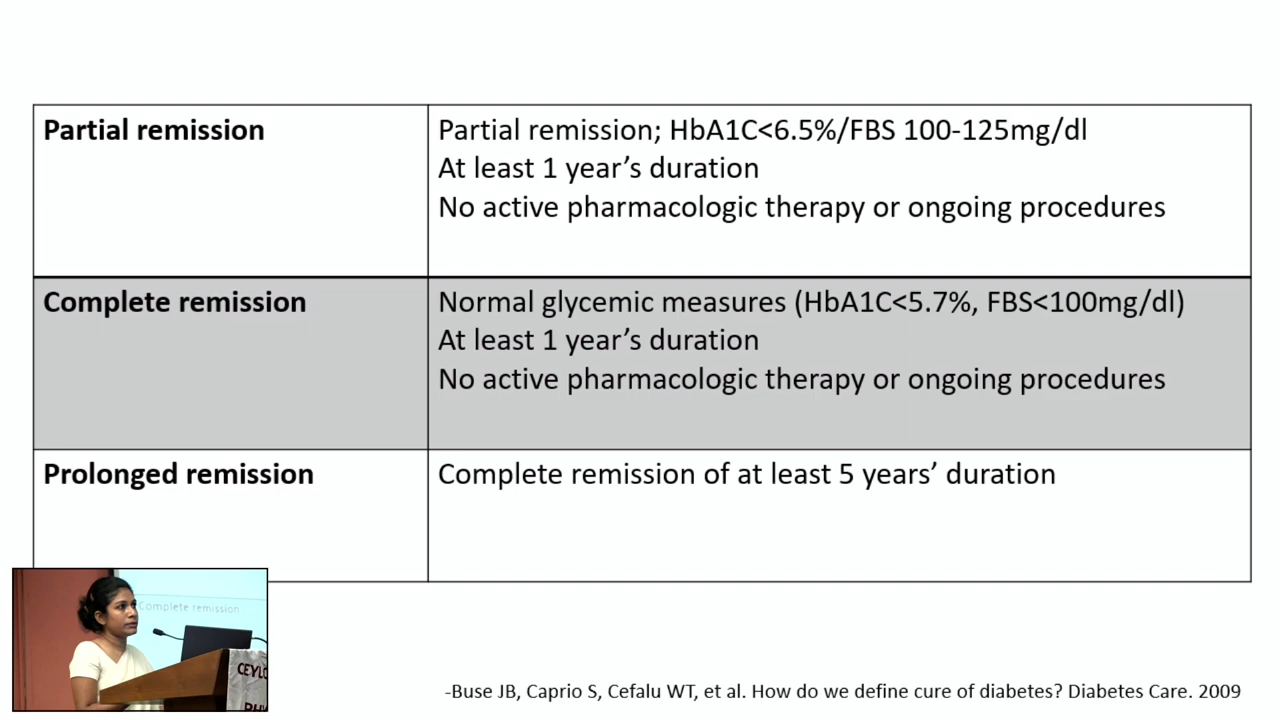 Partial remission
Partial remission; HbA1C<6.5%/FBS 100-125mg/dl
At least 1 year’s duration
No active pharmacologic therapy or ongoing procedures
Complete remission
Normal glycemic measures (HbA1C<5.7%, FBS<100mg/dl)
At least 1 year’s duration
No active pharmacologic therapy or ongoing procedures
Prolonged remission
Complete remission of at least 5 years’ duration
Complete remission
-Buse JB, Caprio S, Cefalu WT, et al. How do we define cure of diabetes? Diabetes Care. 2009